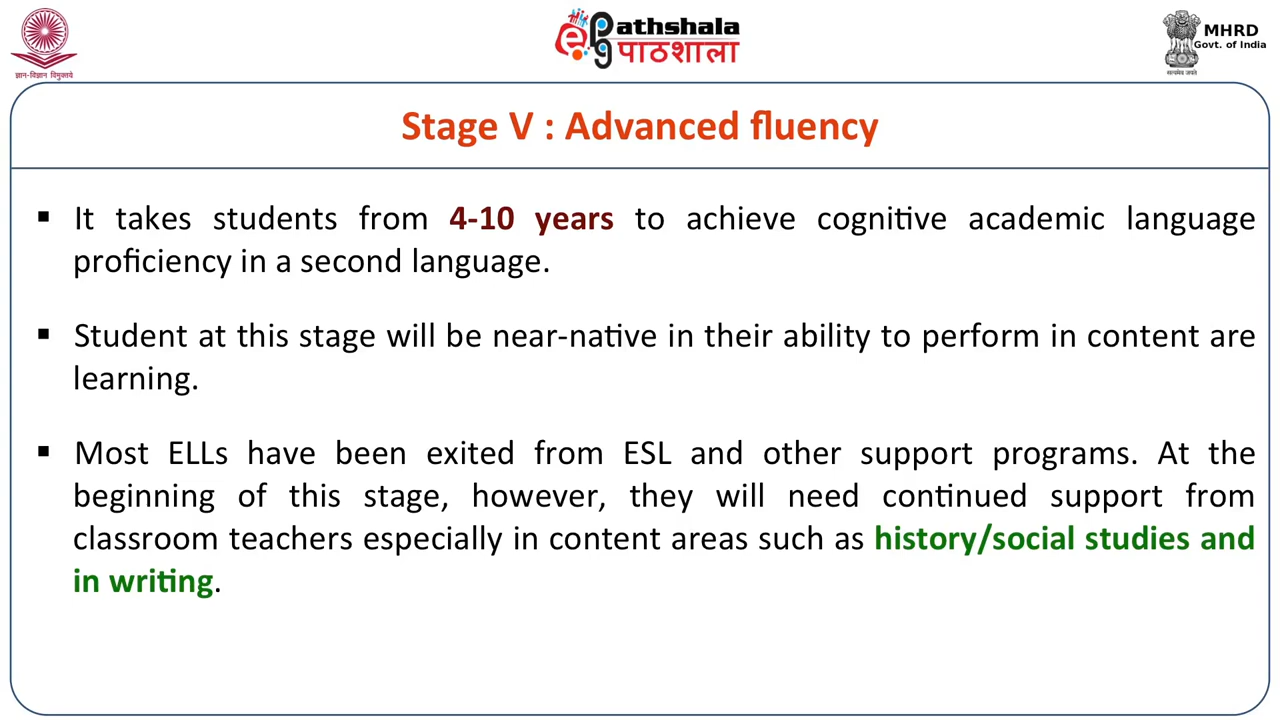 ज्ञान-विज्ञान विमुक्तये
ePathshala
पाठशाला
MHRD
Govt. of India
सत्यमेव जयते
Stage V : Advanced fluency
▪ It takes students from 4-10 years to achieve cognitive academic language
proficiency in a second language.
▪ Student at this stage will be near-native in their ability to perform in content are
learning.
▪ Most ELLs have been exited from ESL and other support programs. At the
beginning of this stage, however, they will need continued support from
classroom teachers especially in content areas such as history/social studies and
in writing.